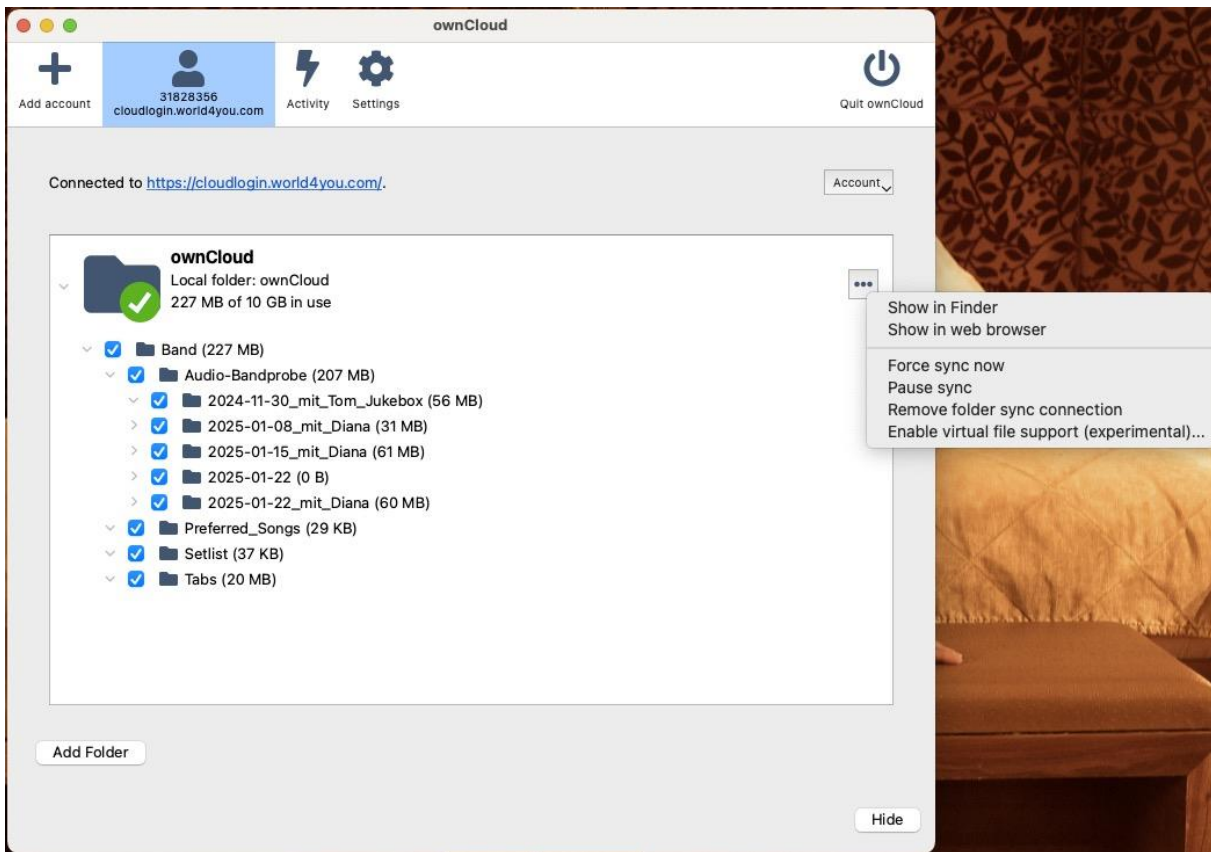 ownCloud
Add account
31828356
cloudlogin.world4you.com
Activity
Settings
Quit ownCloud
Connected to https://cloudlogin.world4you.com/.
Account
ownCloud
Local folder: ownCloud
227 MB of 10 GB in use
Show in Finder
Show in web browser
Force sync now
Pause sync
Remove folder sync connection
Enable virtual file support (experimental)...
Band (227 MB)
Audio-Bandprobe (207 MB)
2024-11-30_mit_Tom_Jukebox (56 MB)
2025-01-08_mit_Diana (31 MB)
2025-01-15_mit_Diana (61 MB)
2025-01-22 (0 B)
2025-01-22_mit_Diana (60 MB)
Preferred_Songs (29 KB)
Setlist (37 KB)
Tabs (20 MB)
Add Folder
Hide